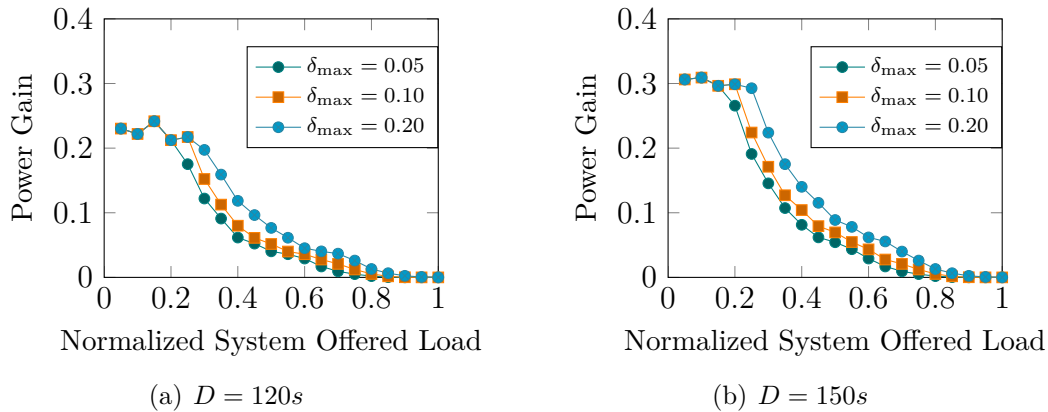 0.4
0.3
0.2
0.1
0
Power Gain
0 0.2 0.4 0.6 0.8 1
Normalized System Offered Load
δmax = 0.05
δmax = 0.10
δmax = 0.20
(a) D = 120s
0.4
0.3
0.2
0.1
0
Power Gain
0 0.2 0.4 0.6 0.8 1
Normalized System Offered Load
δmax = 0.05
δmax = 0.10
δmax = 0.20
(b) D = 150s